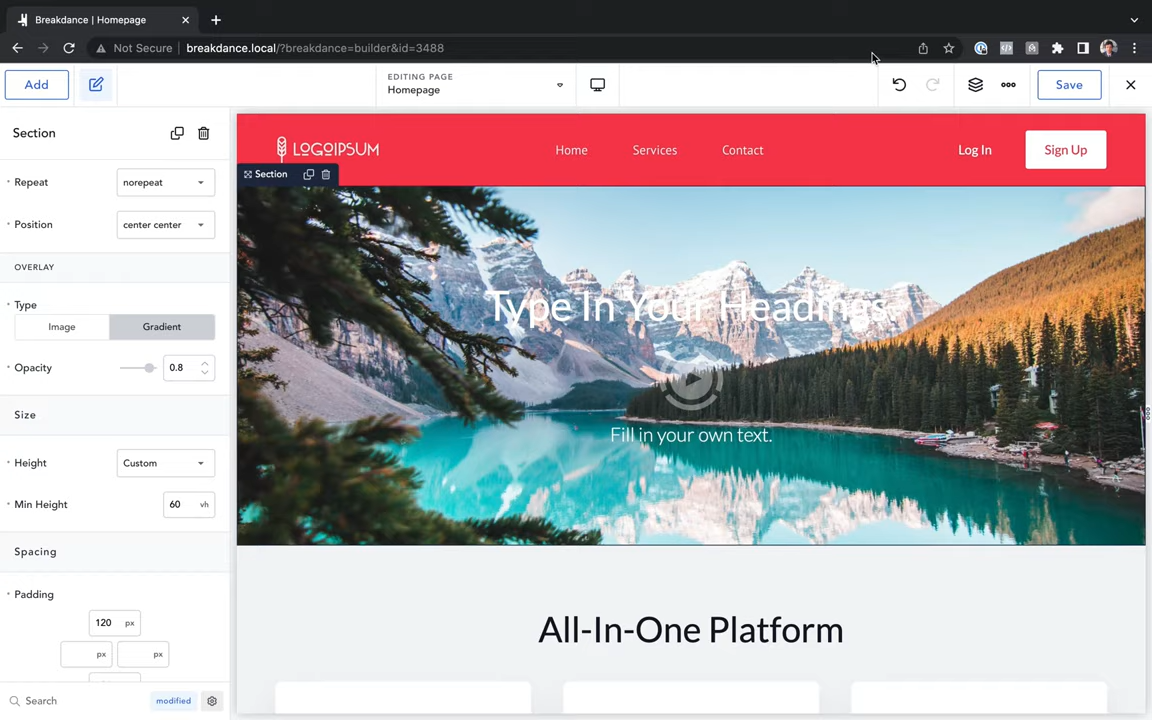 Breakdance | Homepage
Not Secure
breakdance.local/?breakdance=builder&id=3488
Add
EDITING PAGE
Homepage
Save
Section
Repeat
norepeat
Position
center center
OVERLAY
Type
Image
Gradient
Opacity
0.8
Size
Height
Custom
Min Height
60
vh
Spacing
Padding
120
px
px
px
Search
modified
LOGOIPSUM
Home
Services
Contact
Log In
Sign Up
Section
Type In Your Headings.
Fill in your own text.
All-In-One Platform